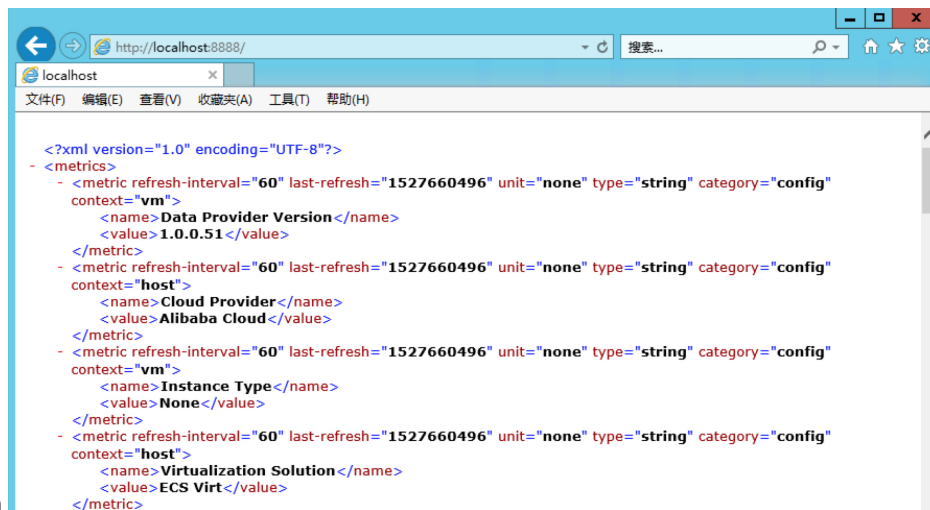 http://localhost:8888/
搜索...
localhost
文件(F) 编辑(E) 查看(V) 收藏夹(A) 工具(T) 帮助(H)
<?xml version="1.0" encoding="UTF-8"?>
- <metrics>
- <metric refresh-interval="60" last-refresh="1527660496" unit="none" type="string" category="config"
context="vm">
<name>Data Provider Version</name>
<value>1.0.0.51</value>
</metric>
- <metric refresh-interval="60" last-refresh="1527660496" unit="none" type="string" category="config"
context="host">
<name>Cloud Provider</name>
<value>Alibaba Cloud</value>
</metric>
- <metric refresh-interval="60" last-refresh="1527660496" unit="none" type="string" category="config"
context="vm">
<name>Instance Type</name>
<value>None</value>
</metric>
- <metric refresh-interval="60" last-refresh="1527660496" unit="none" type="string" category="config"
context="host">
<name>Virtualization Solution</name>
<value>ECS Virt</value>
</metric>